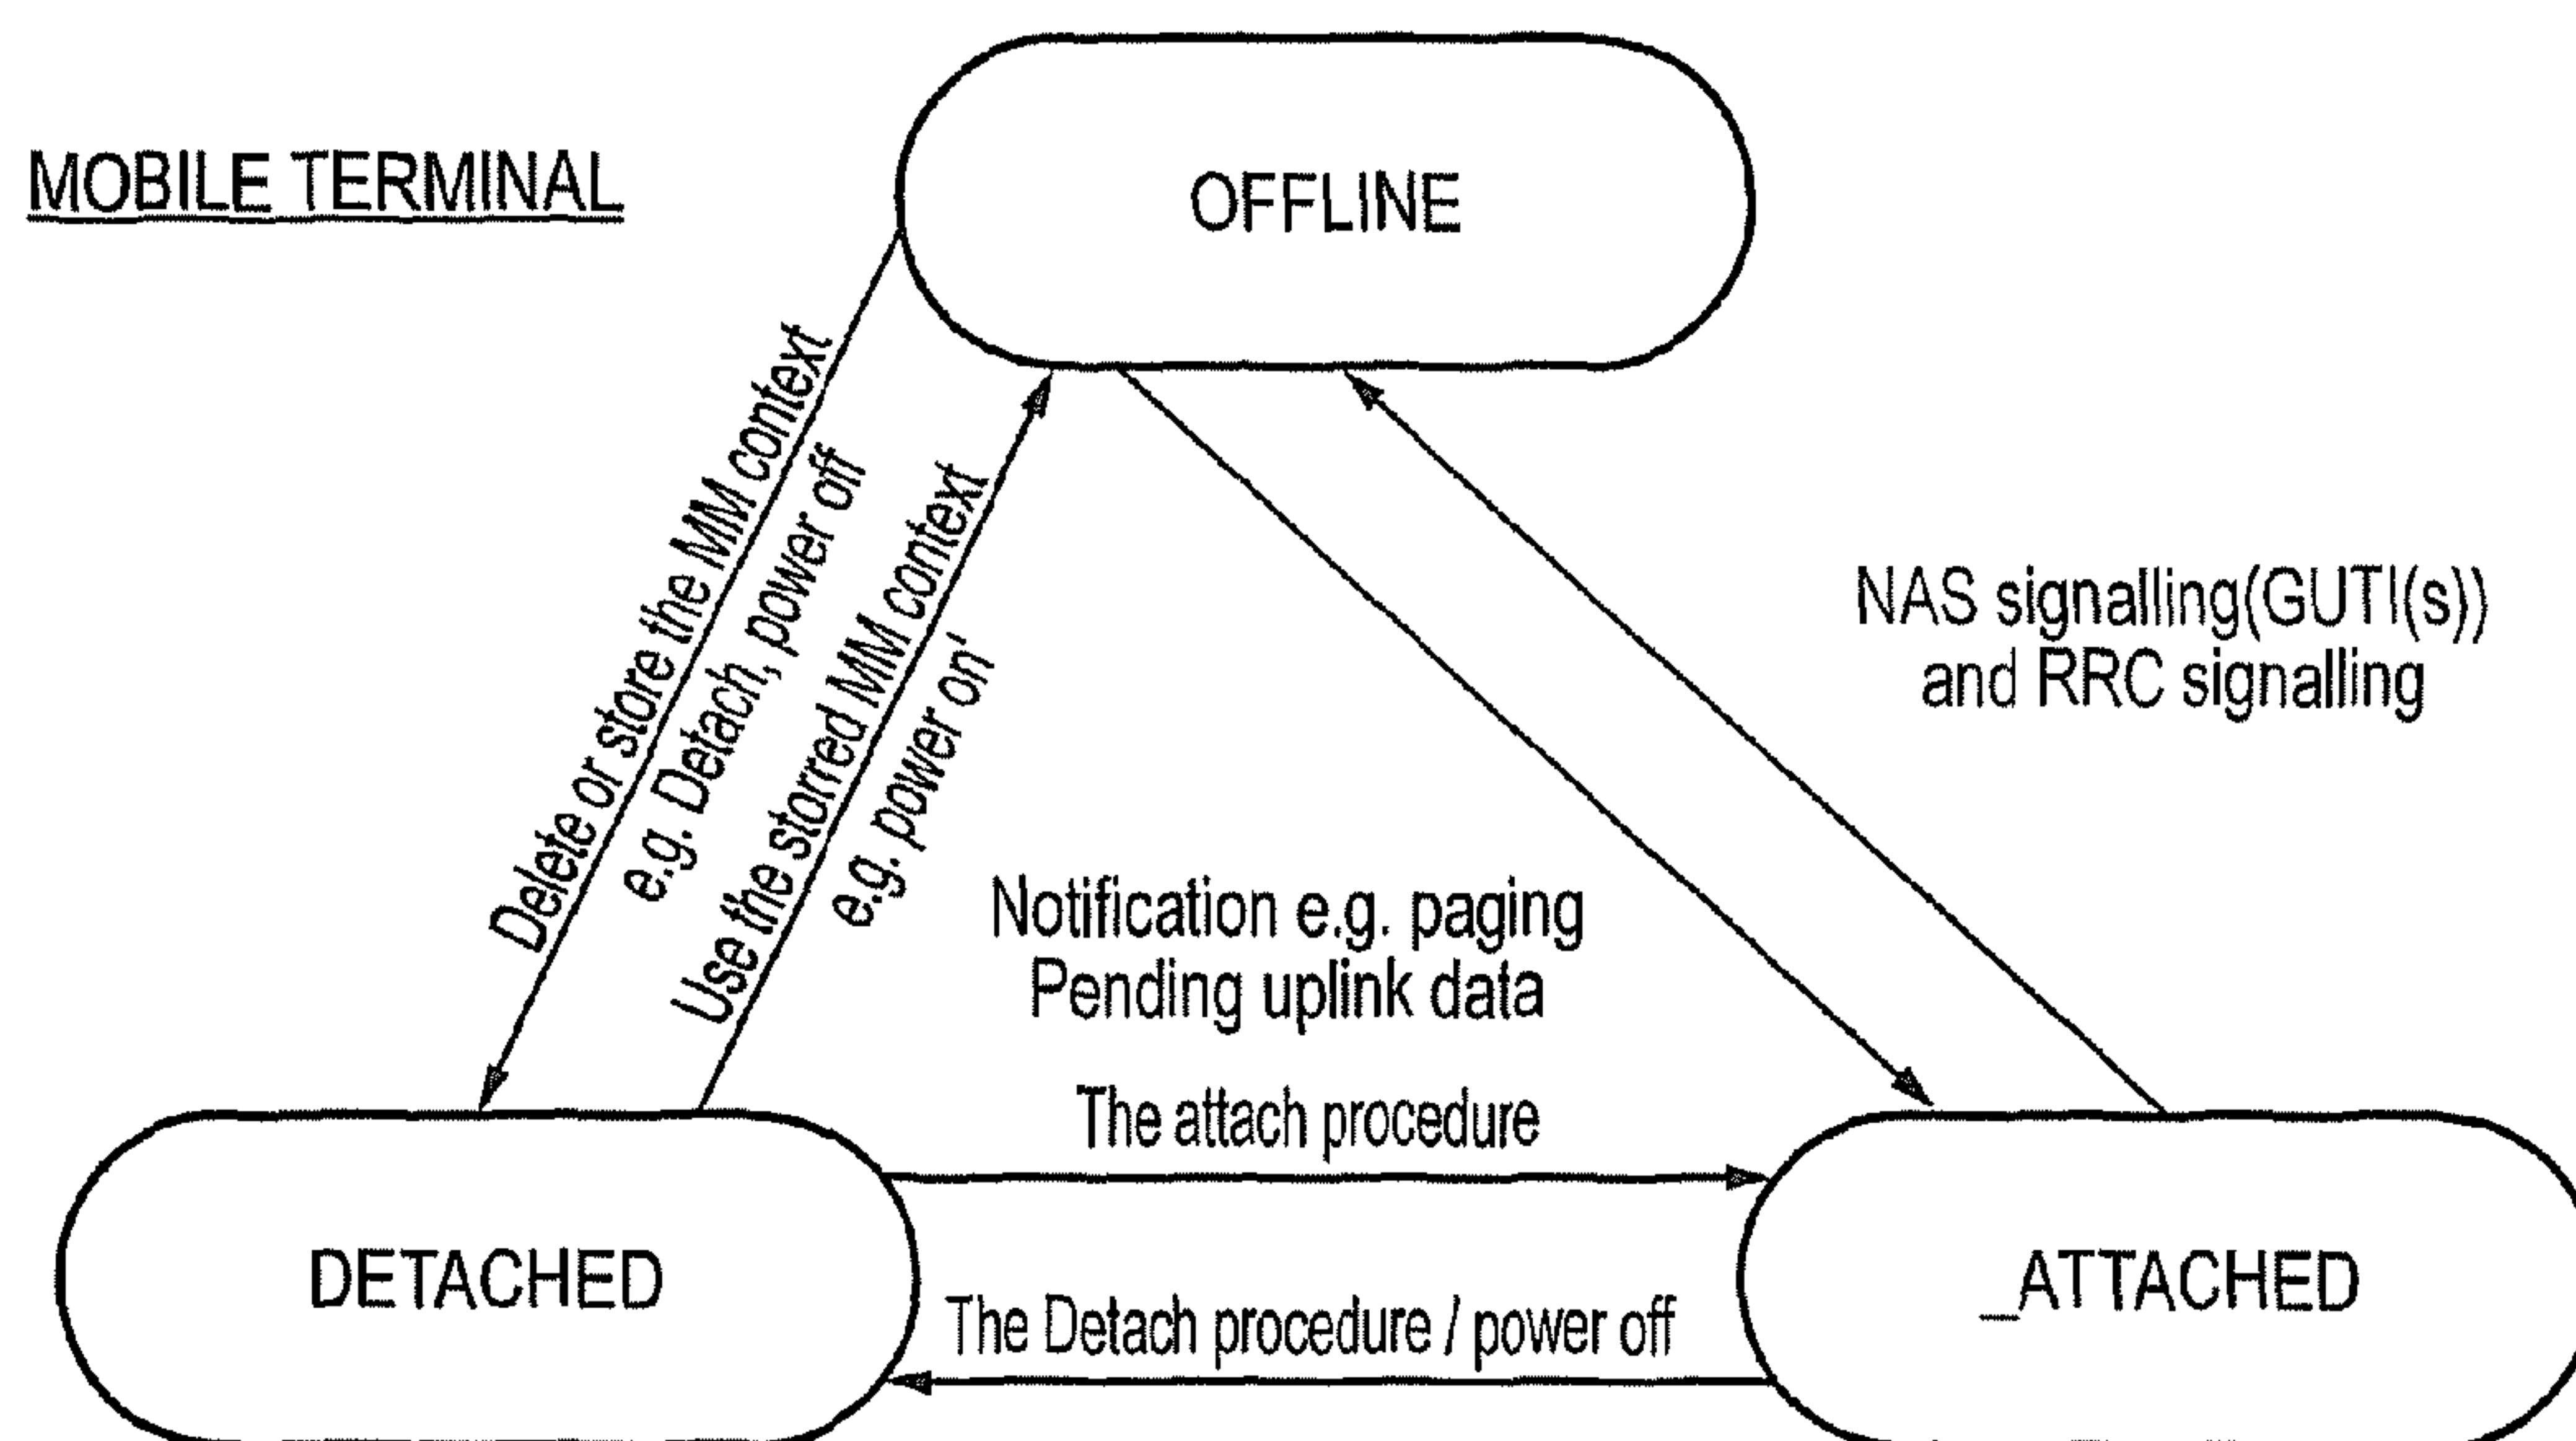 MOBILE TERMINAL
OFFLINE
Delete or store the MM context
e.g. Detach, power off
Use the storred MM context
e.g. power on'
NAS signalling(GUTI(s))
and RRC signalling
Notification e.g. paging
Pending uplink data
The attach procedure
DETACHED
_ATTACHED
The Detach procedure / power off